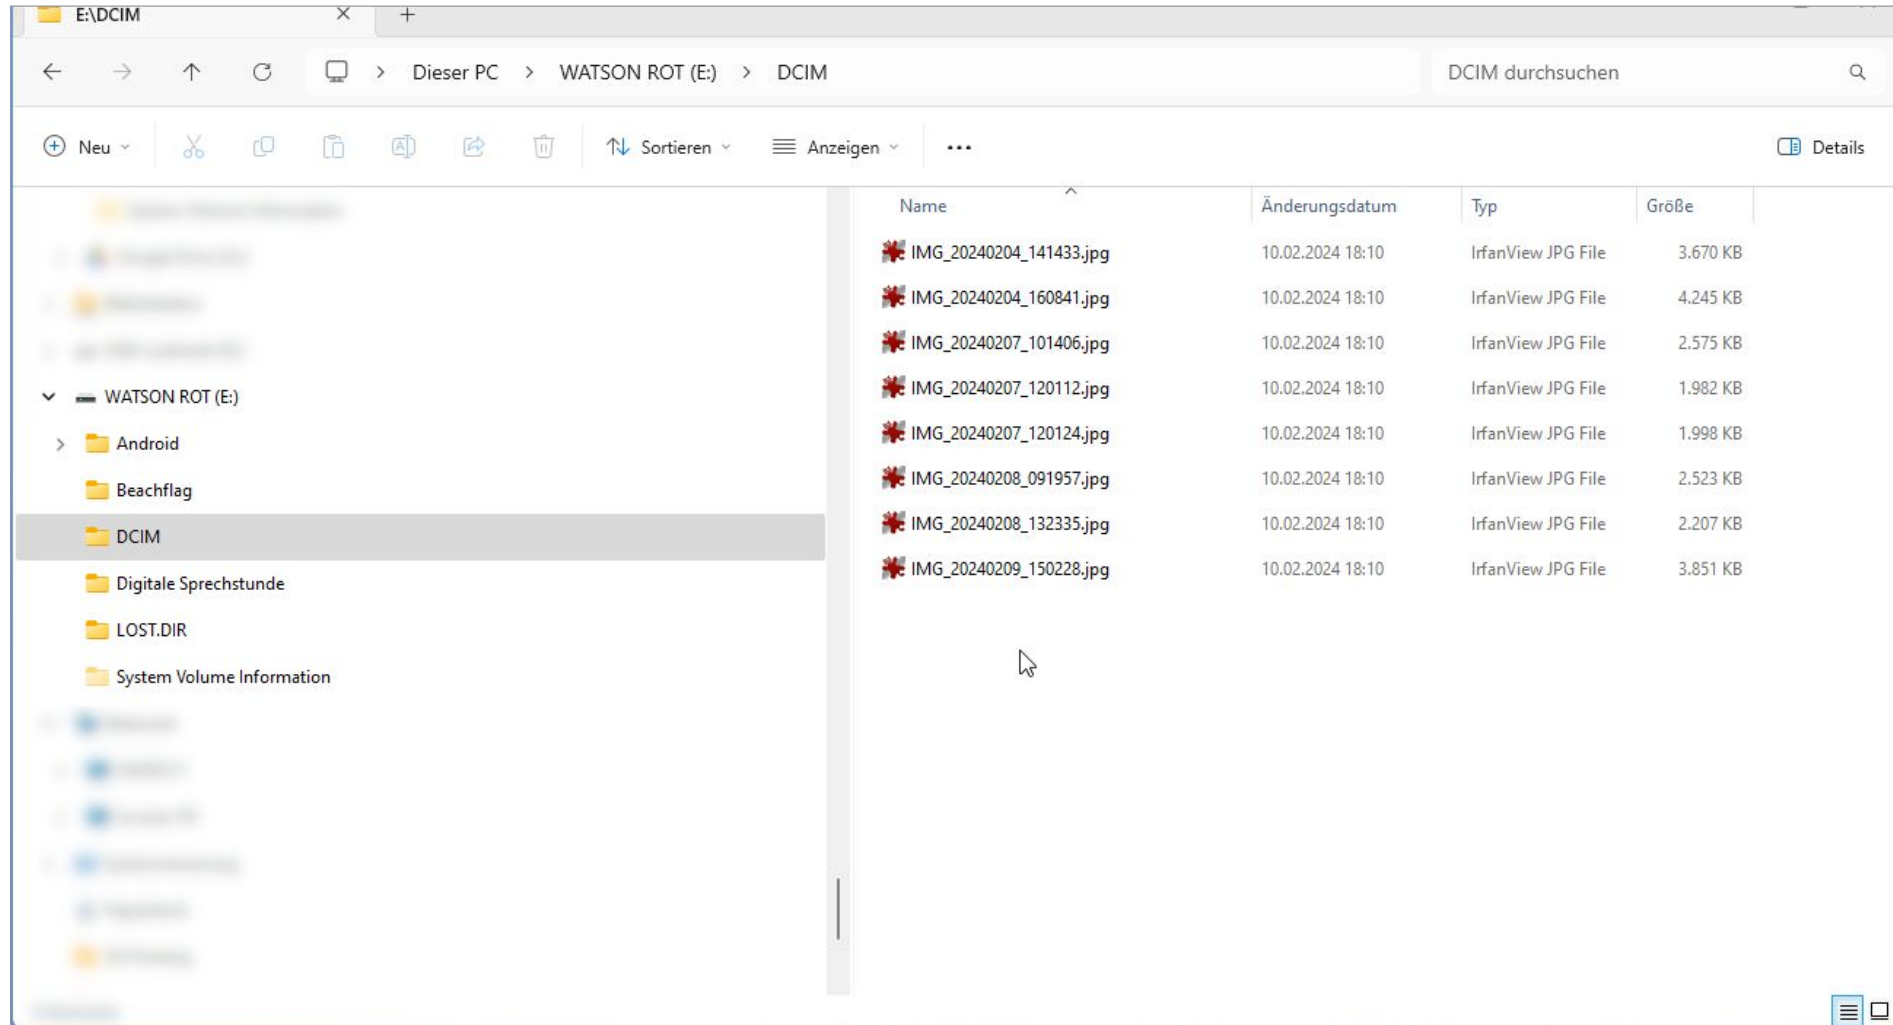 E:\DCIM
Dieser PC > WATSON ROT (E:) > DCIM
DCIM durchsuchen
Neu
Sortieren
Anzeigen
Details
Name Änderungsdatum Typ Größe
IMG_20240204_141433.jpg 10.02.2024 18:10 IrfanView JPG File 3.670 KB
IMG_20240204_160841.jpg 10.02.2024 18:10 IrfanView JPG File 4.245 KB
IMG_20240207_101406.jpg 10.02.2024 18:10 IrfanView JPG File 2.575 KB
IMG_20240207_120112.jpg 10.02.2024 18:10 IrfanView JPG File 1.982 KB
IMG_20240207_120124.jpg 10.02.2024 18:10 IrfanView JPG File 1.998 KB
IMG_20240208_091957.jpg 10.02.2024 18:10 IrfanView JPG File 2.523 KB
IMG_20240208_132335.jpg 10.02.2024 18:10 IrfanView JPG File 2.207 KB
IMG_20240209_150228.jpg 10.02.2024 18:10 IrfanView JPG File 3.851 KB
WATSON ROT (E:)
Android
Beachflag
DCIM
Digitale Sprechstunde
LOST.DIR
System Volume Information